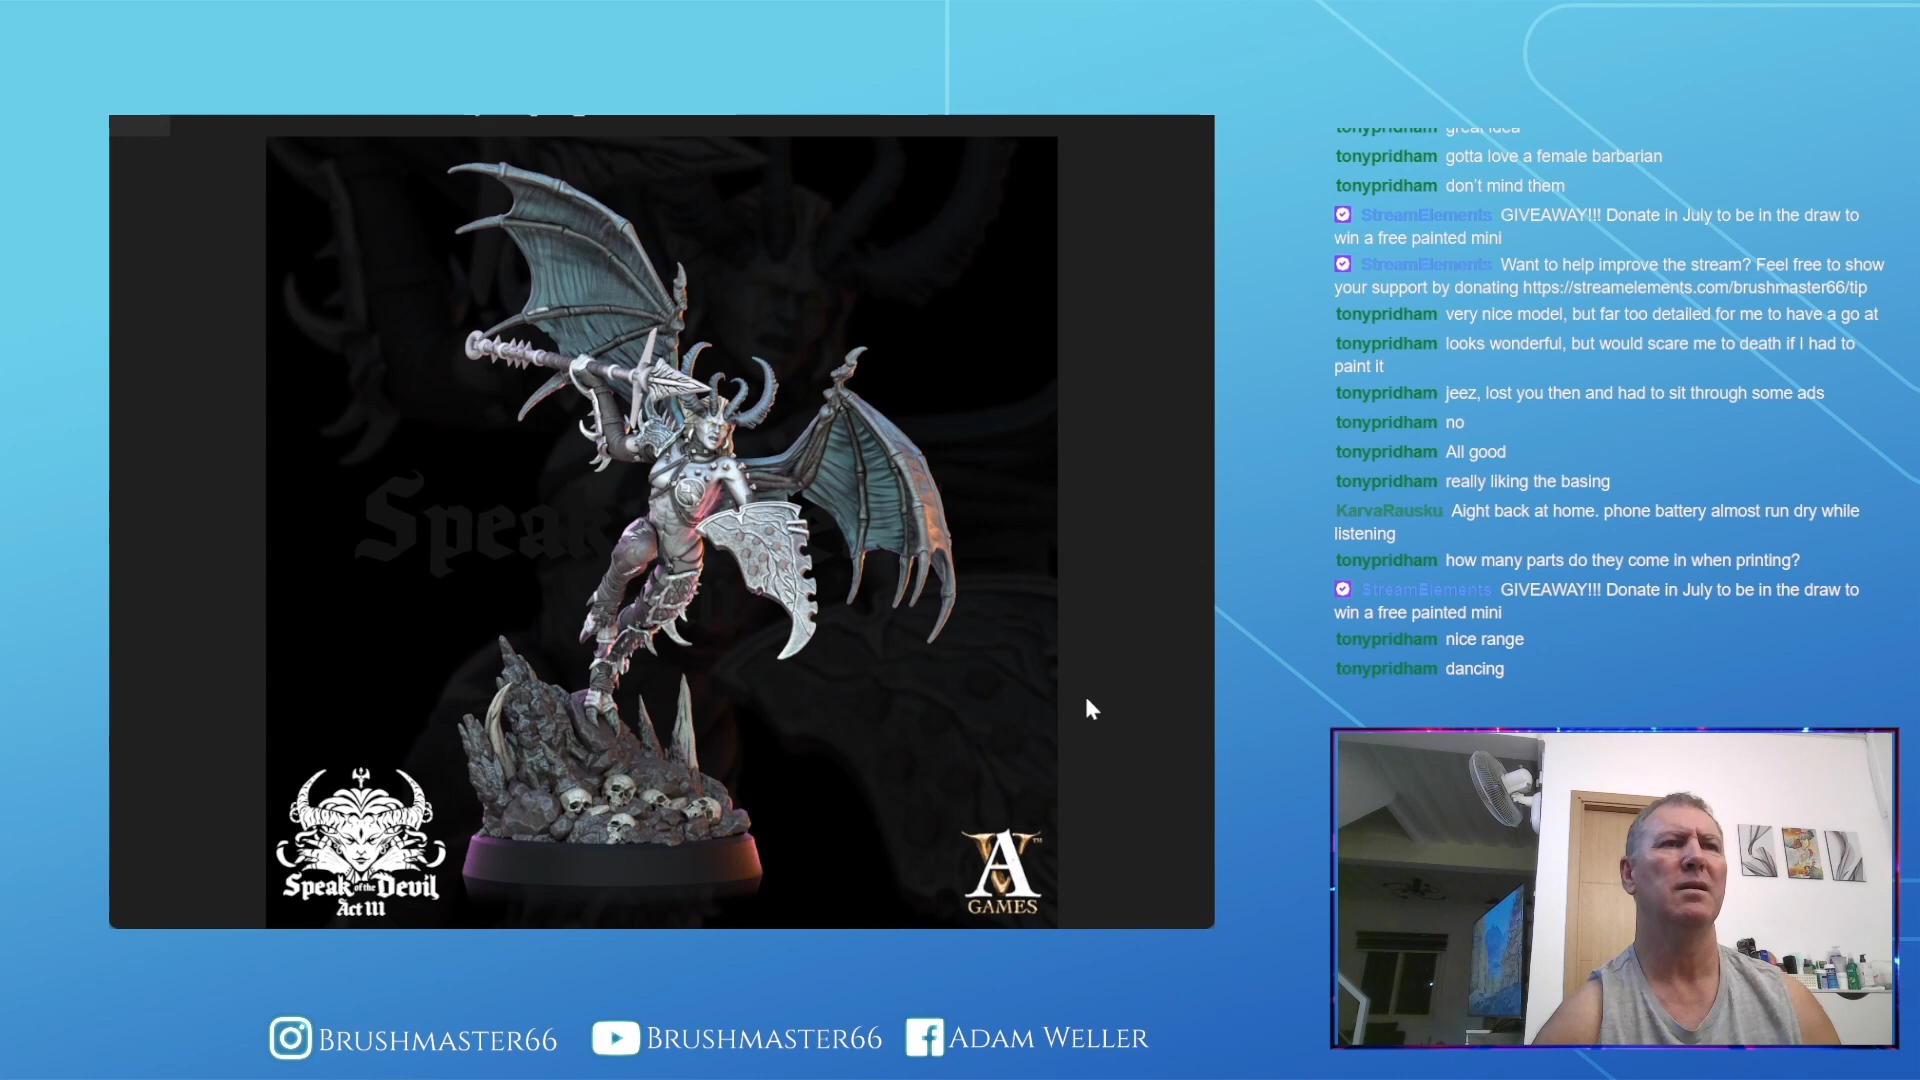 tonypridham great idea
tonypridham gotta love a female barbarian
tonypridham don't mind them
StreamElements GIVEAWAY!!! Donate in July to be in the draw to
win a free painted mini
StreamElements Want to help improve the stream? Feel free to show
your support by donating https://streamelements.com/brushmaster66/tip
tonypridham very nice model, but far too detailed for me to have a go at
tonypridham looks wonderful, but would scare me to death if I had to
paint it
tonypridham jeez, lost you then and had to sit through some ads
tonypridham no
tonypridham All good
tonypridham really liking the basing
KarvaRausku Aight back at home. phone battery almost run dry while
listening
tonypridham how many parts do they come in when printing?
StreamElements GIVEAWAY!!! Donate in July to be in the draw to
win a free painted mini
tonypridham nice range
tonypridham dancing
Speak
Speak of the Devil
Act III
AV
GAMES
BRUSHMASTER66
BRUSHMASTER66
ADAM WELLER